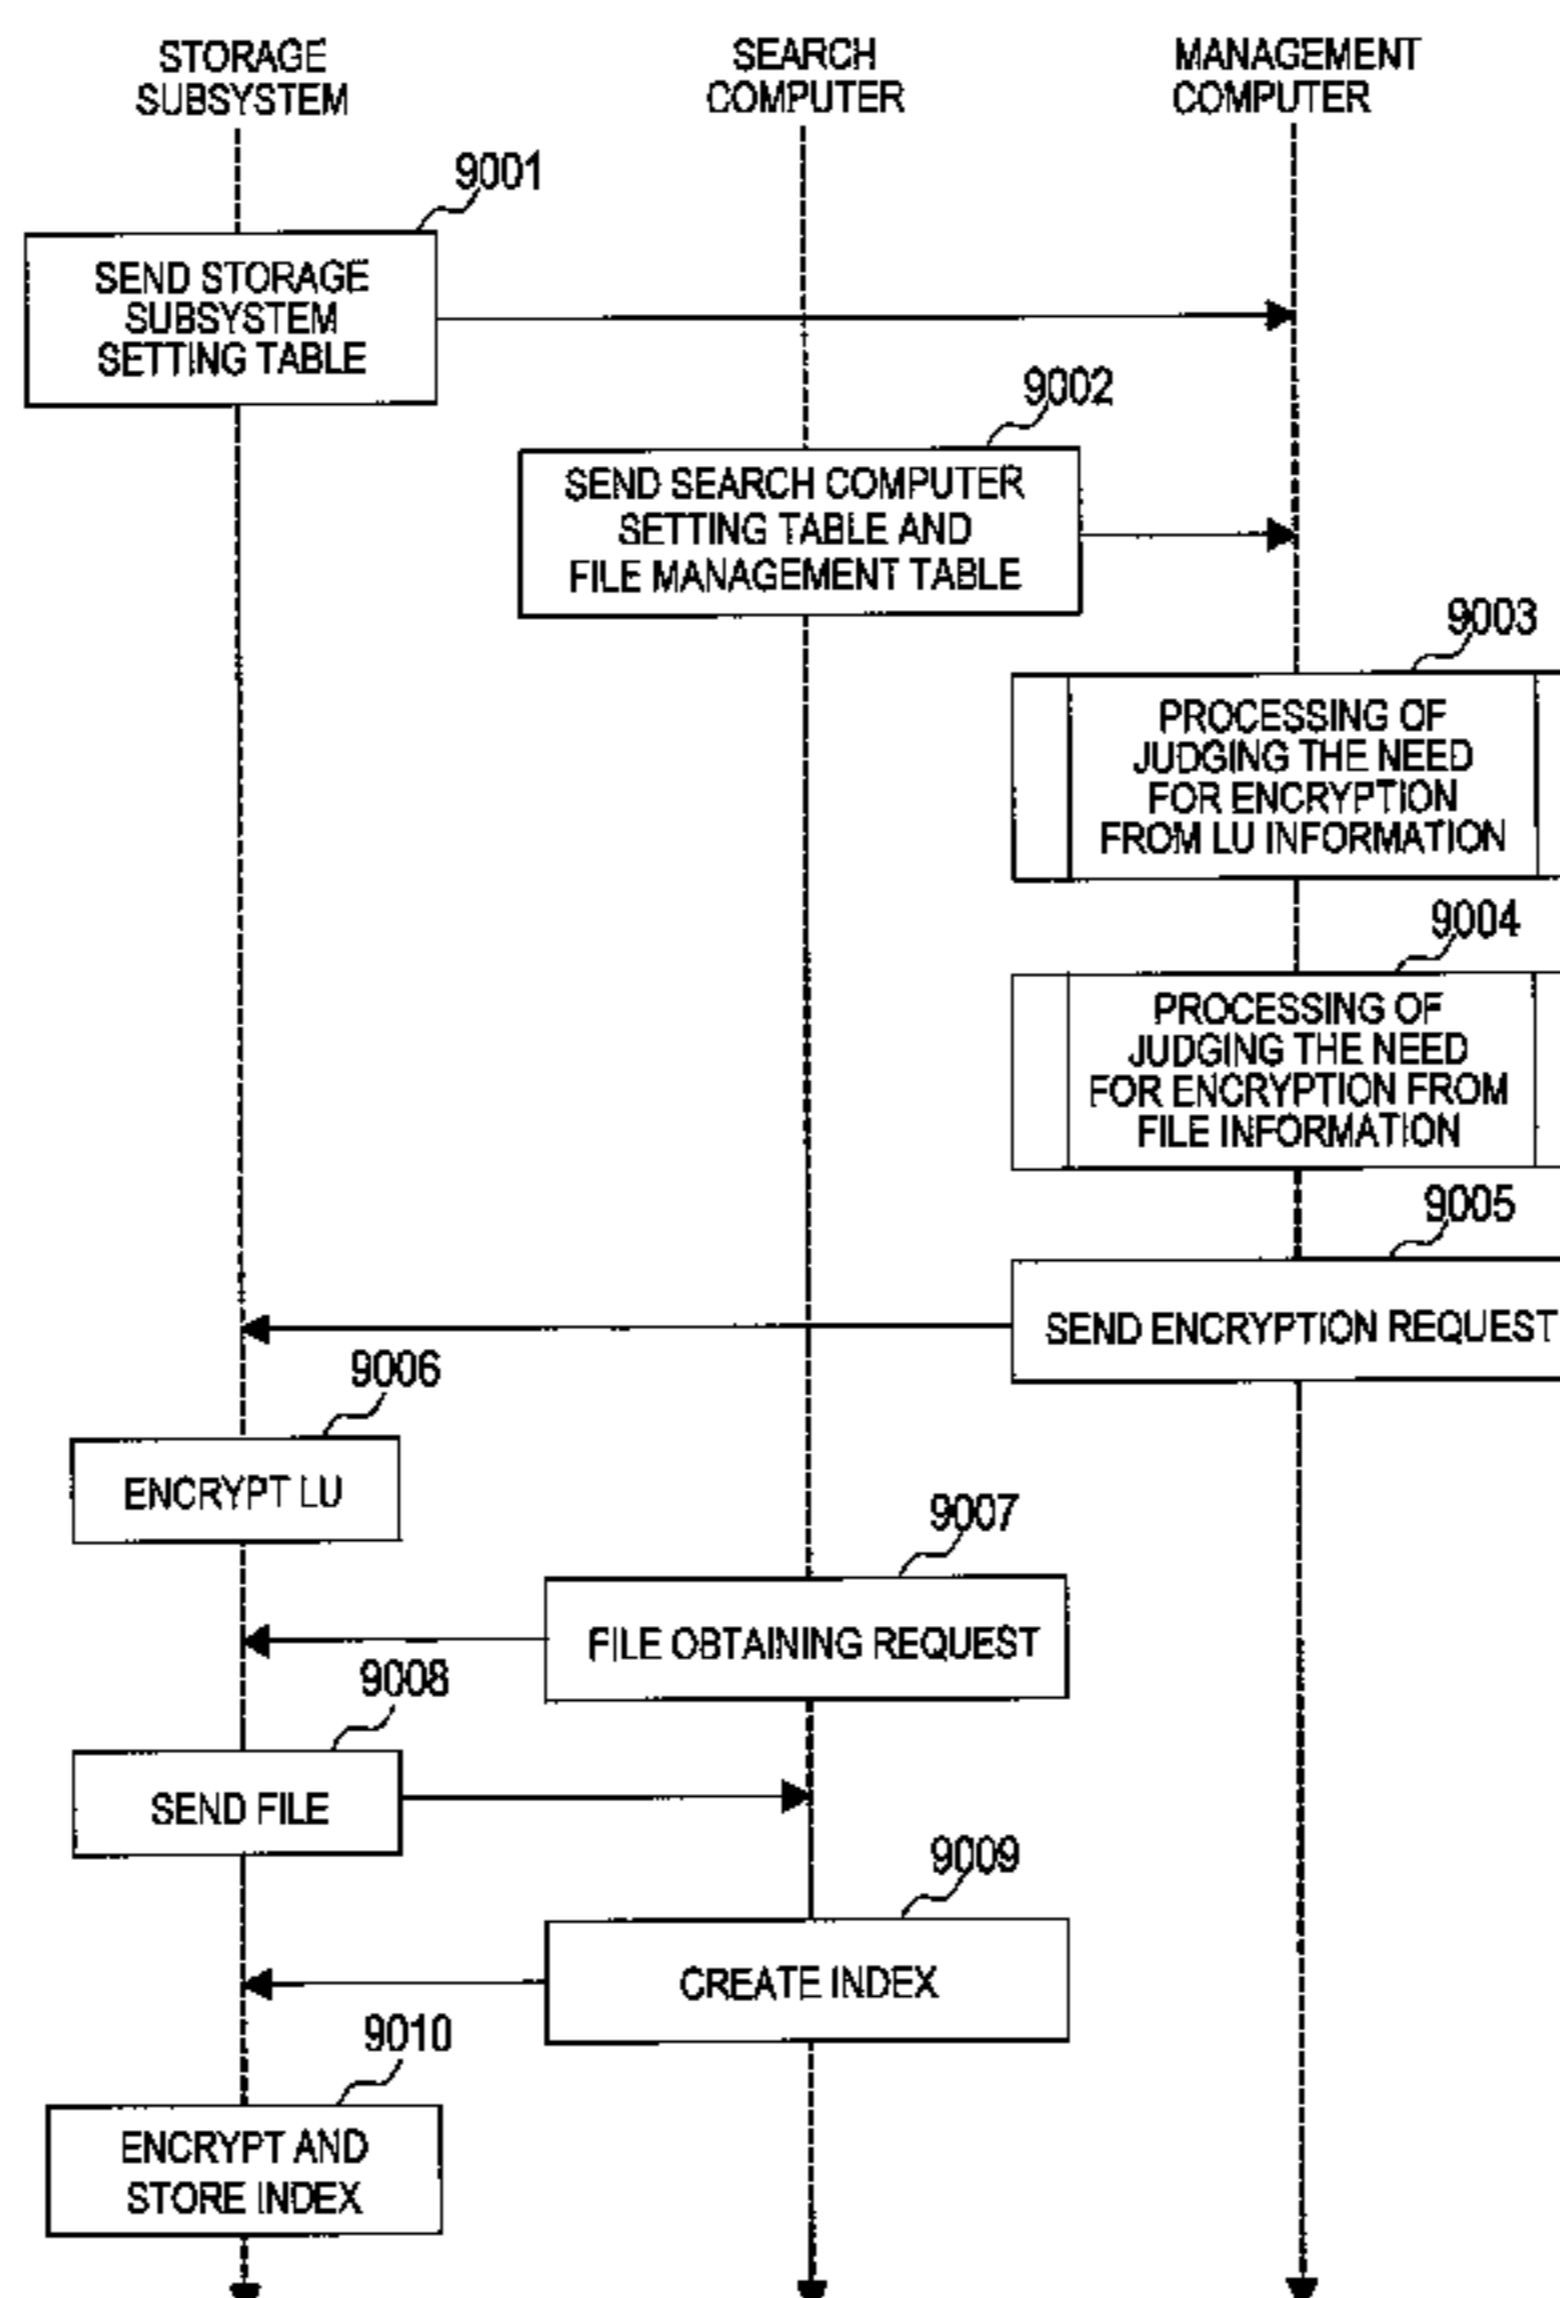 STORAGE
SUBSYSTEM
SEARCH
COMPUTER
MANAGEMENT
COMPUTER
9001
SEND STORAGE
SUBSYSTEM
SETTING TABLE
9002
SEND SEARCH COMPUTER
SETTING TABLE AND
FILE MANAGEMENT TABLE
9003
PROCESSING OF
JUDGING THE NEED
FOR ENCRYPTION
FROM LU INFORMATION
9004
PROCESSING OF
JUDGING THE NEED
FOR ENCRYPTION FROM
FILE INFORMATION
9005
SEND ENCRYPTION REQUEST
9006
ENCRYPT LU
9007
FILE OBTAINING REQUEST
9008
SEND FILE
9009
CREATE INDEX
9010
ENCRYPT AND
STORE INDEX